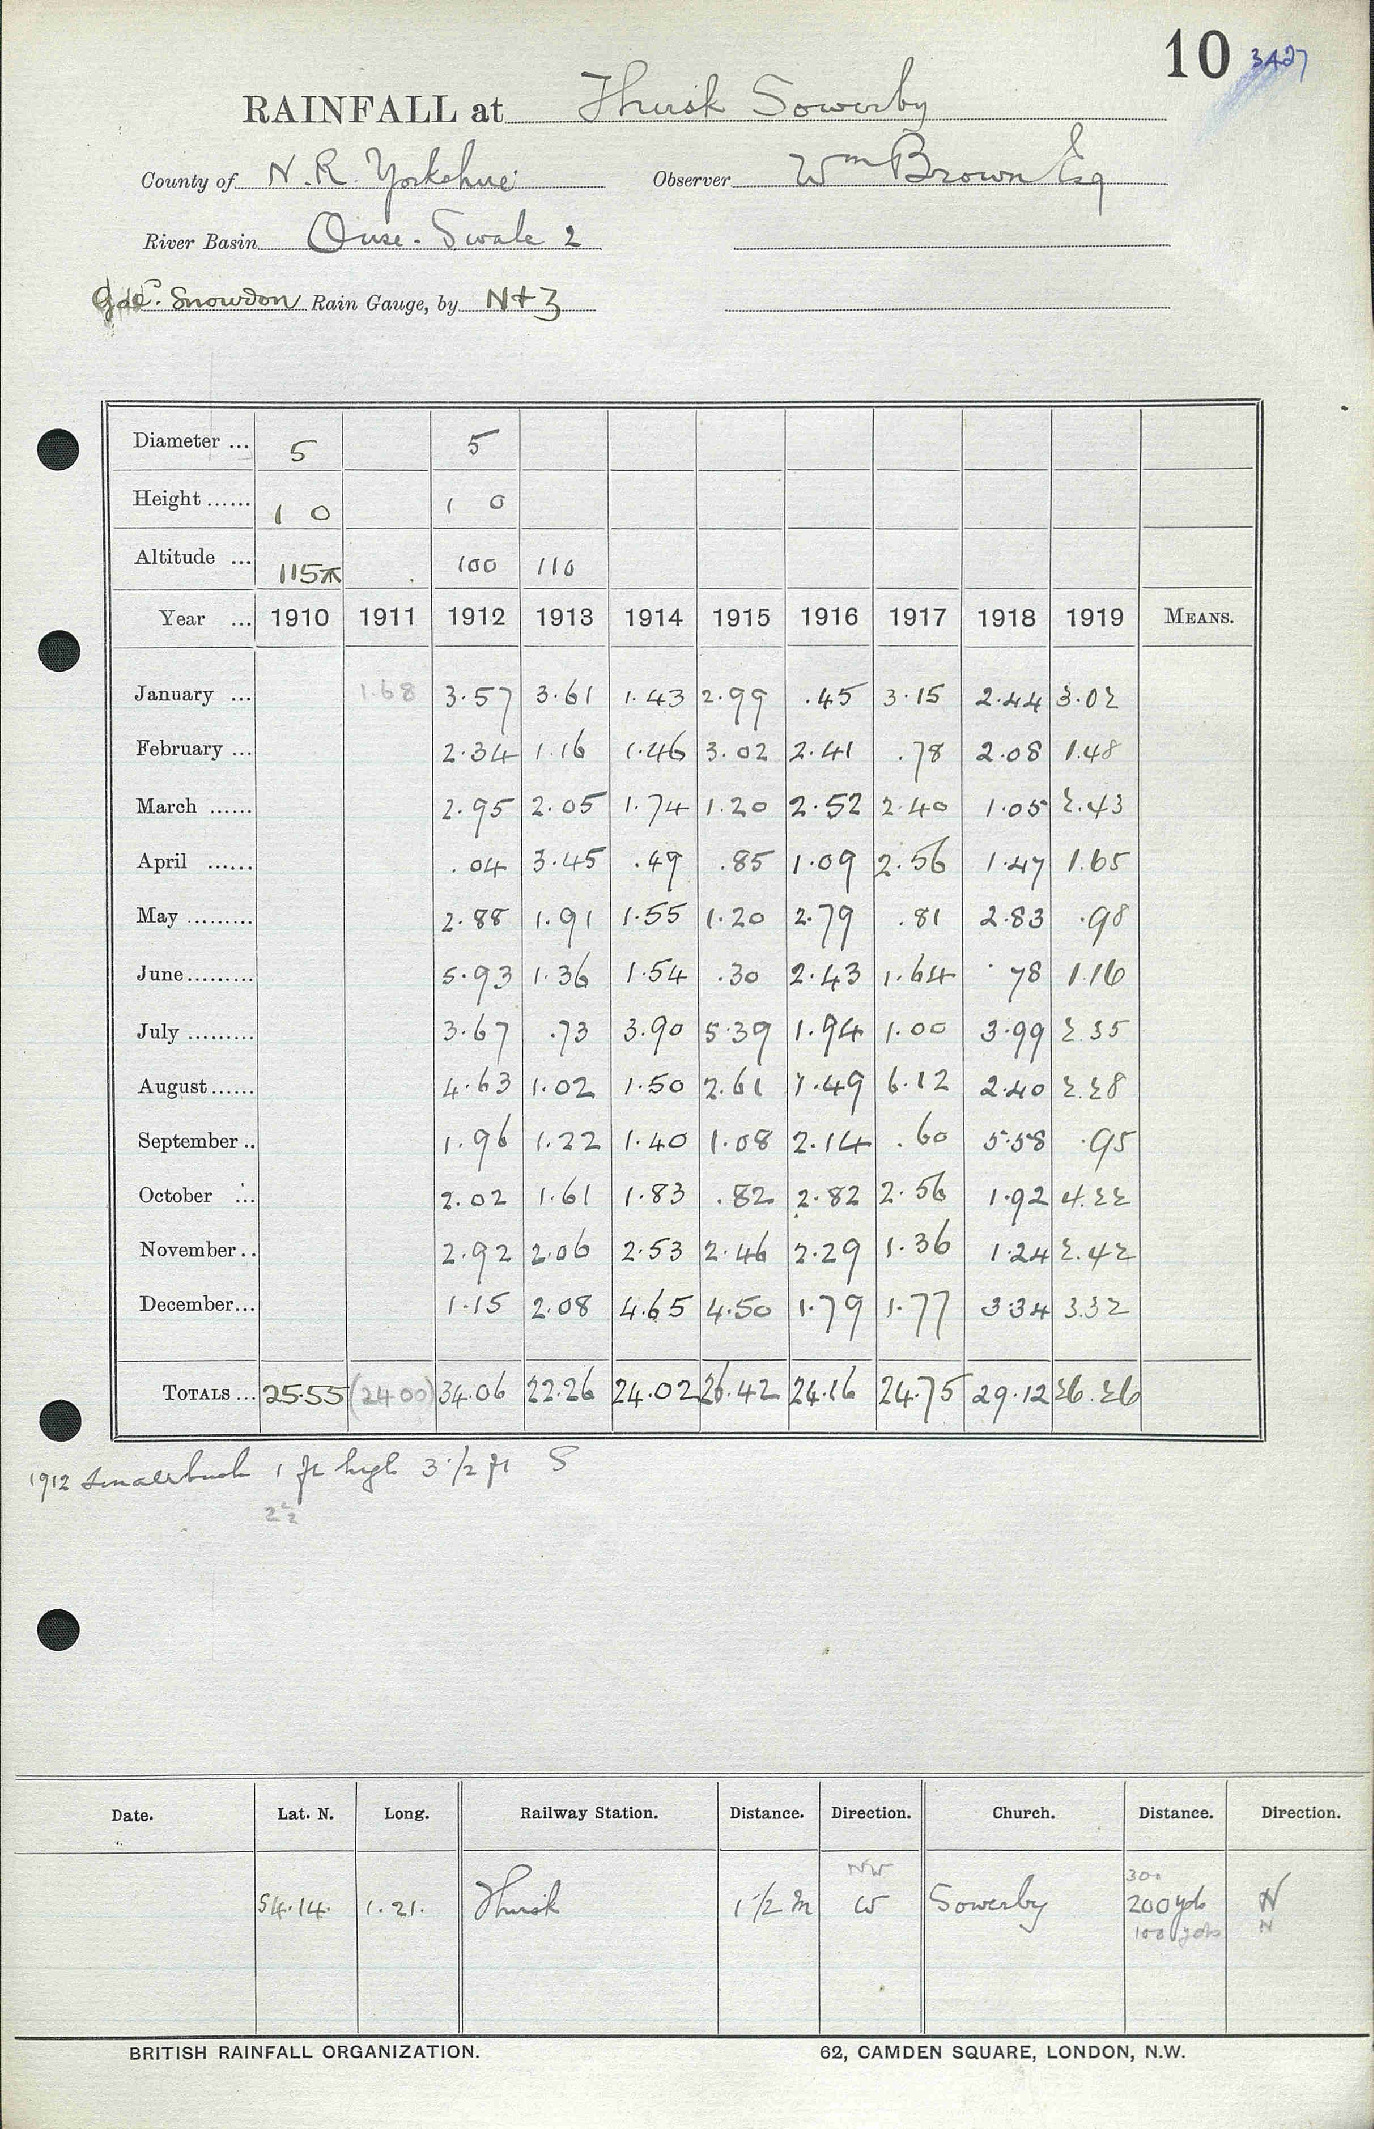 10 3427
RAINFALL at Thirsk Sowerby
County of N.R. Yorkshire Observer Wm Brown Esq
River Basin Ouse. Swale 2
Snowdon Rain Gauge, by N+Z
Diameter ... 5 5
Height ...... 1 0 1 0
Altitude ... 115 100 110
Year ... 1910 1911 1912 1913 1914 1915 1916 1917 1918 1919 MEANS.
January ... 1.68 3.57 3.61 1.43 2.99 .45 3.15 2.44 3.02
February ... 2.34 1.16 1.46 3.02 2.41 .78 2.08 1.48
March ...... 2.95 2.05 1.74 1.20 2.52 2.40 1.05 2.43
April ...... .04 3.45 .49 .85 1.09 2.56 1.47 1.65
May ......... 2.88 1.91 1.55 1.20 2.79 .81 2.83 .98
June ......... 5.93 1.36 1.54 .30 2.43 1.64 .78 1.16
July ......... 3.67 .73 3.90 5.39 1.94 1.00 3.99 2.35
August ...... 4.63 1.02 1.50 2.61 1.49 6.12 2.40 2.28
September .. 1.96 1.22 1.40 1.08 2.14 .60 5.58 .95
October ... 2.02 1.61 1.83 .82 2.82 2.56 1.92 4.22
November .. 2.92 2.06 2.53 2.46 2.29 1.36 1.24 2.42
December ... 1.15 2.08 4.65 4.50 1.79 1.77 3.34 3.32
TOTALS ... 25.55 (24.00) 34.06 22.26 24.02 26.42 24.16 24.75 29.12 26.26
1912 1 ft high 3 1/2 ft S
Date. Lat. N. Long. Railway Station. Distance. Direction. Church. Distance. Direction.
NW 300
54.14. 1.21. Thirsk 1 1/2 m W Sowerby 200 yds N
100 yds N
BRITISH RAINFALL ORGANIZATION. 62, CAMDEN SQUARE, LONDON, N.W.